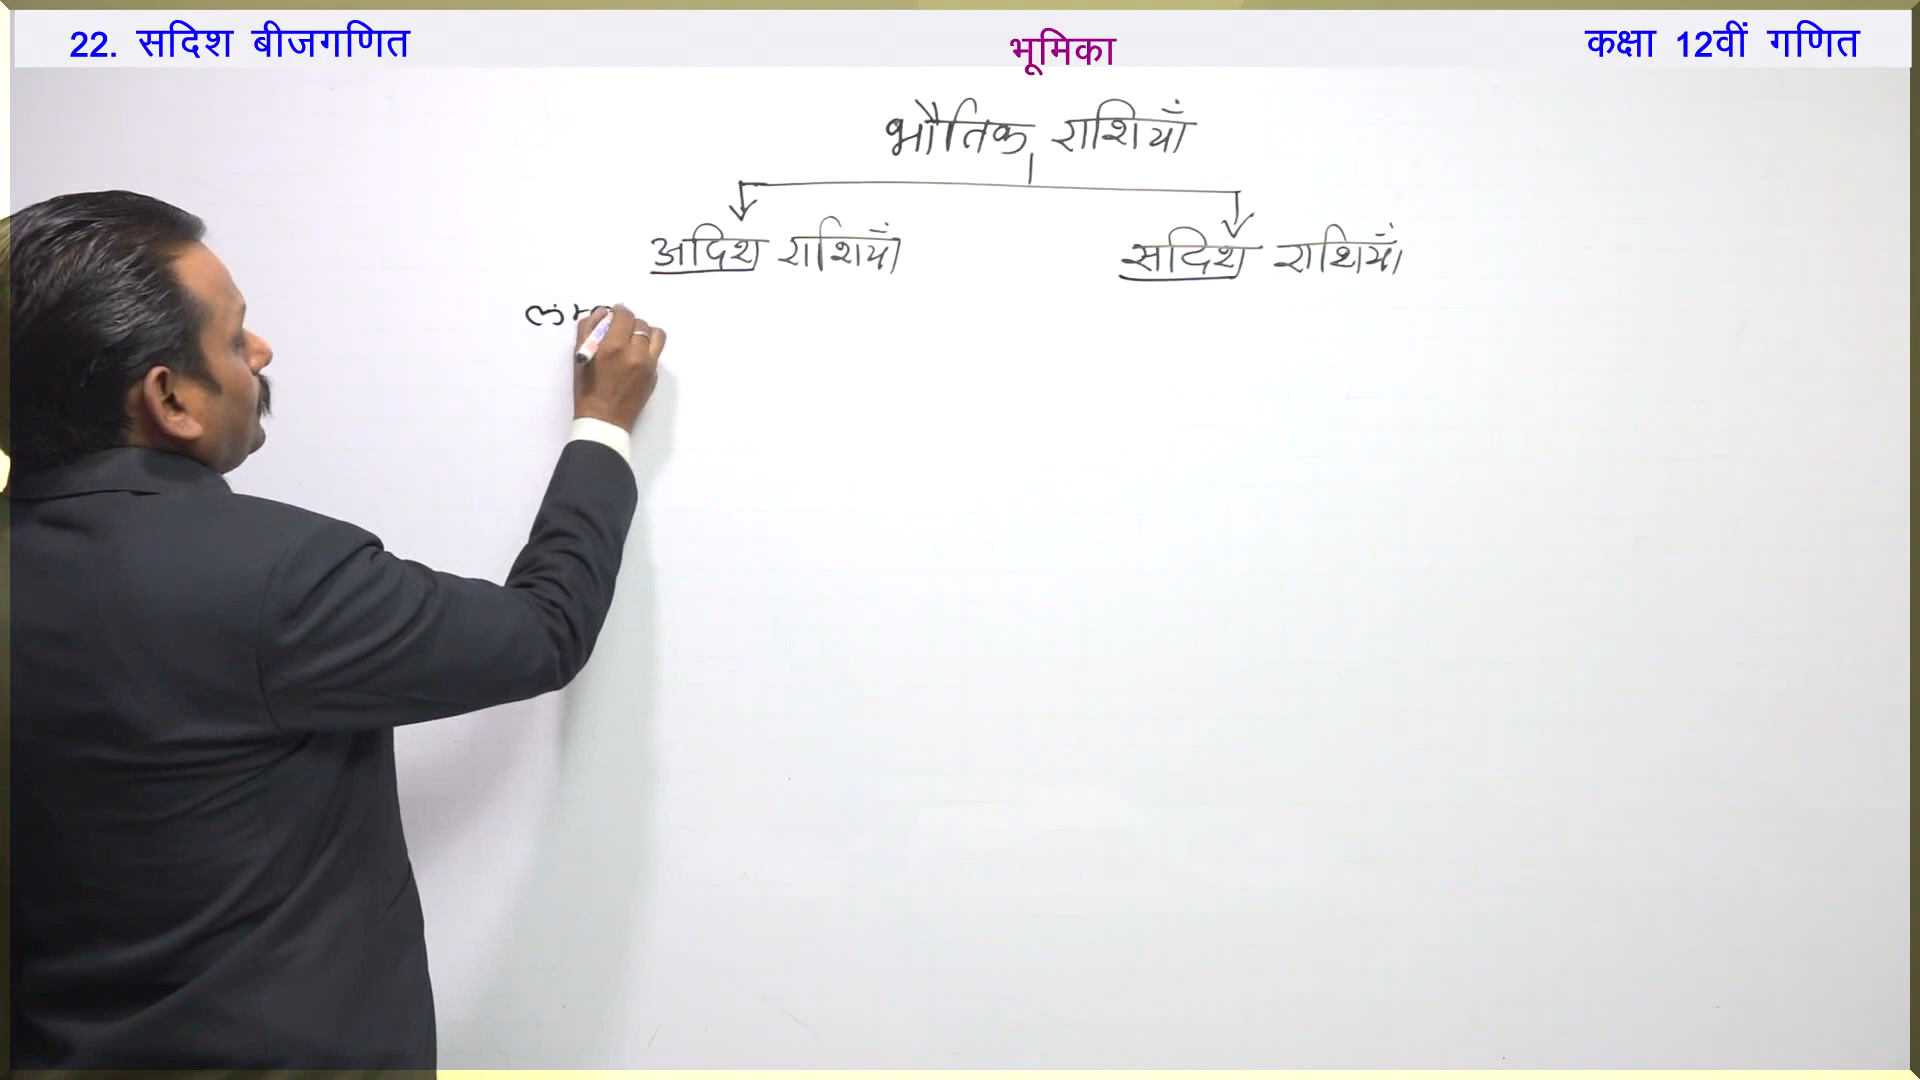 22. सदिश बीजगणित
भूमिका
कक्षा 12वीं गणित
भौतिक राशियाँ
अदिश राशियाँ
सदिश राशियाँ